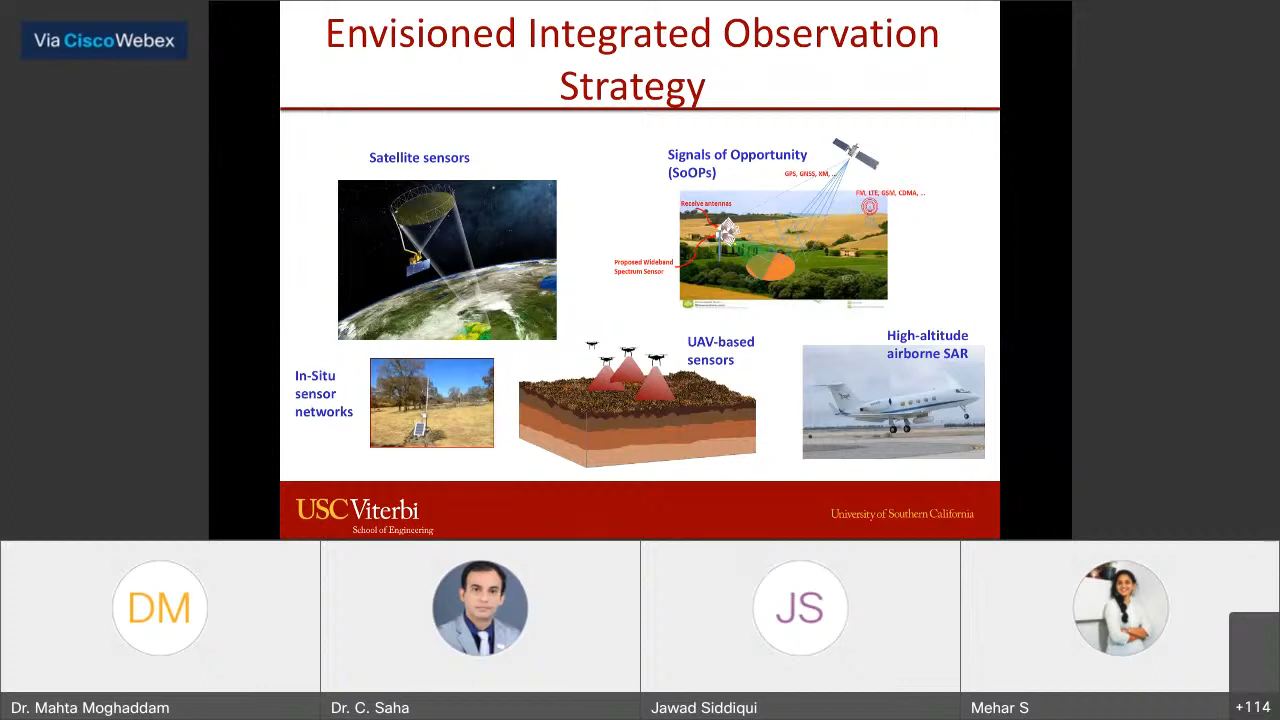 Via CiscoWebex
Envisioned Integrated Observation
Strategy
Satellite sensors
Signals of Opportunity
(SoOPs)
GPS, GNSS, XM, ...
FM, LTE, GSM, CDMA, ...
Receive antennas
Proposed Wideband
Spectrum Sensor
In-Situ
sensor
networks
UAV-based
sensors
High-altitude
airborne SAR
USC Viterbi
School of Engineering
University of Southern California
DM
JS
Dr. Mahta Moghaddam
Dr. C. Saha
Jawad Siddiqui
Mehar S
+114